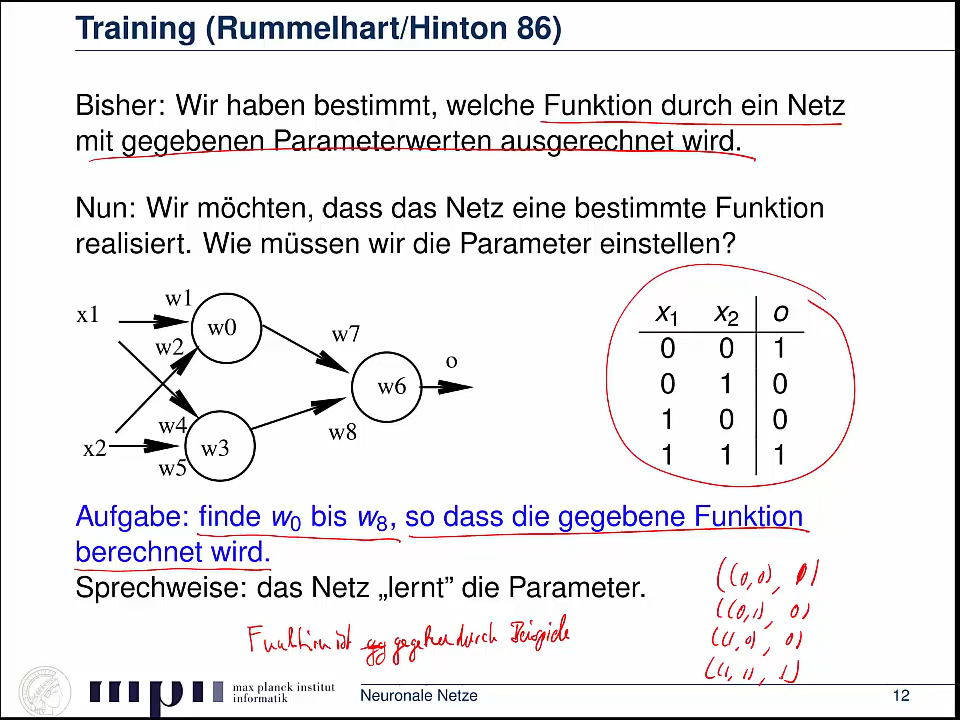 Training (Rummelhart/Hinton 86)
Bisher: Wir haben bestimmt, welche Funktion durch ein Netz
mit gegebenen Parameterwerten ausgerechnet wird.
Nun: Wir möchten, dass das Netz eine bestimmte Funktion
realisiert. Wie müssen wir die Parameter einstellen?
x1 w1 w0 w2 w7
w6 o
x2 w4 w5 w3 w8
x1 x2 o
0 0 1
0 1 0
1 0 0
1 1 1
Aufgabe: finde w0 bis w8, so dass die gegebene Funktion
berechnet wird.
Sprechweise: das Netz „lernt” die Parameter.
((0,0), )
((0,1), 0)
((1,0), 0)
((1,1), 1)
Funktion ist gegeben durch Beispiele
max planck institut
informatik
Neuronale Netze
12